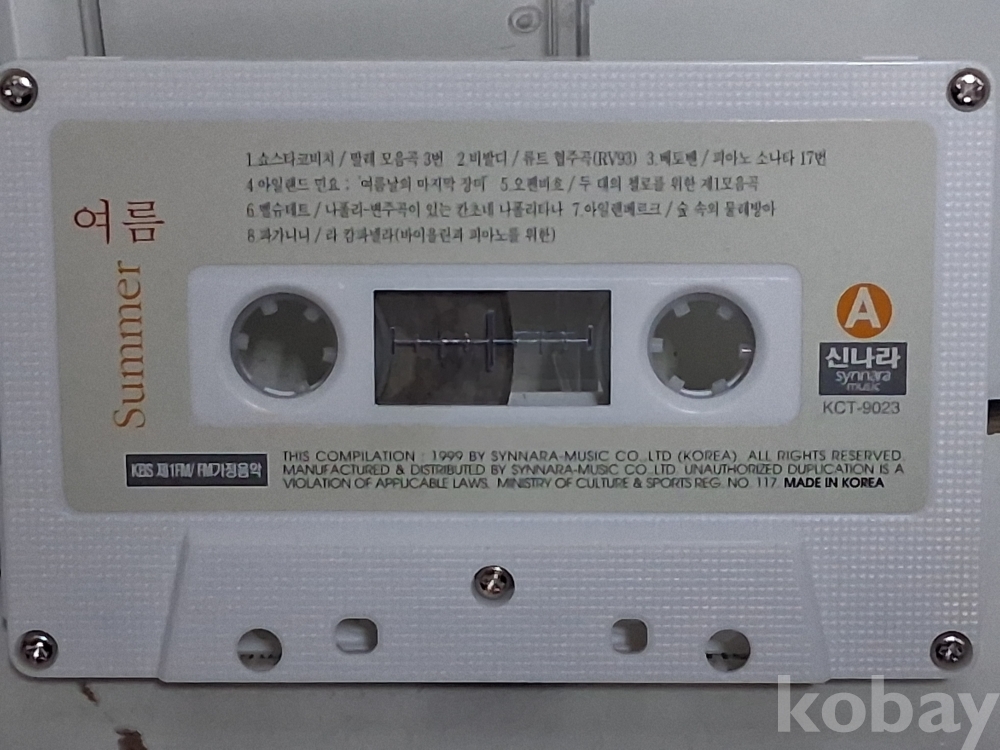 1.쇼스타코비치 / 발레 모음곡 3번 2.비발디 / 류트 협주곡(RV93) 3.베토벤 / 피아노 소나타 17번
4.아일랜드 민요 ; '여름날의 마지막 장미' 5.오펜바흐 / 두 대의 첼로를 위한 제1모음곡
6.벨슈테트 / 나폴리-변주곡이 있는 칸초네 나폴리타나 7.아일렌베르크 / 숲 속의 물레방아
8.파가니니 / 라 캄파넬라(바이올린과 피아노를 위한)
여름
Summer
A
신나라
synnara
music
KCT-9023
KBS 제1FM/ FM가정음악
THIS COMPILATION : 1999 BY SYNNARA-MUSIC CO.,LTD (KOREA). ALL RIGHTS RESERVED.
MANUFACTURED & DISTRIBUTED BY SYNNARA-MUSIC CO.,LTD. UNAUTHORIZED DUPLICATION IS A
VIOLATION OF APPLICABLE LAWS. MINISTRY OF CULTURE & SPORTS REG. NO. 117. MADE IN KOREA
kobay